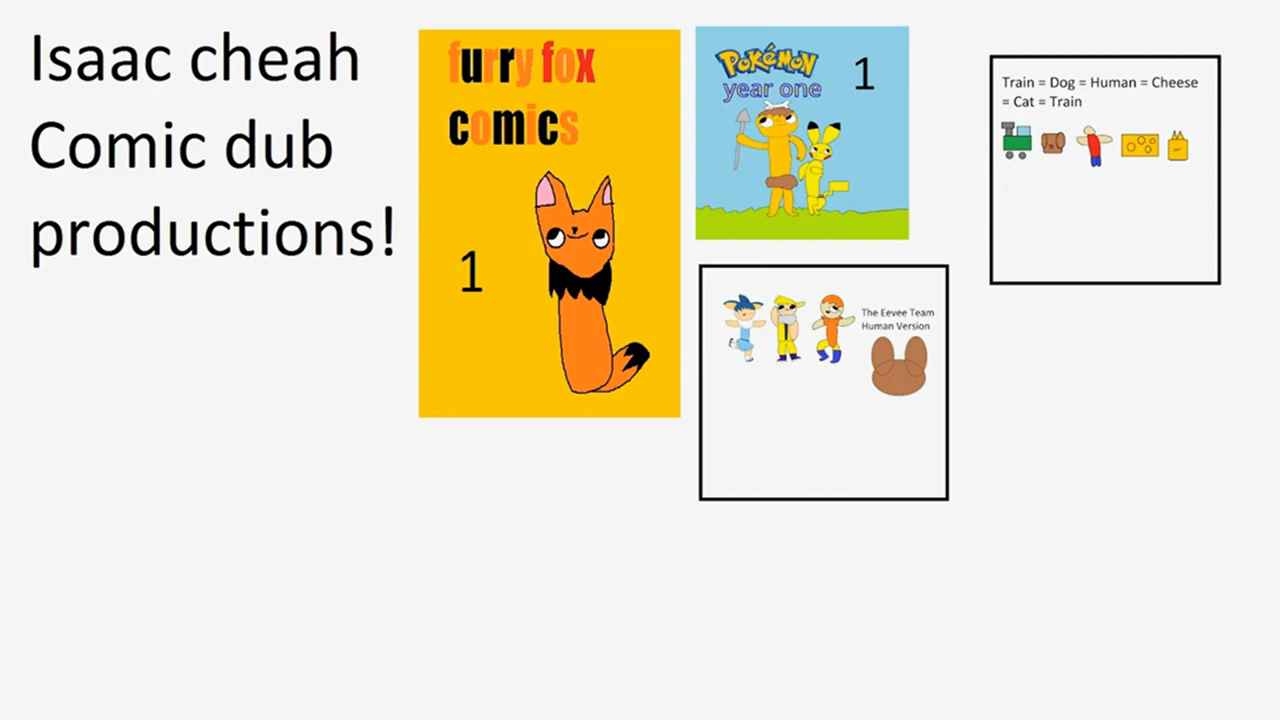 Isaac cheah
Comic dub
productions!
furry fox
comics
1
POKéMON
year one
1
Train = Dog = Human = Cheese
= Cat = Train
The Eevee Team
Human Version